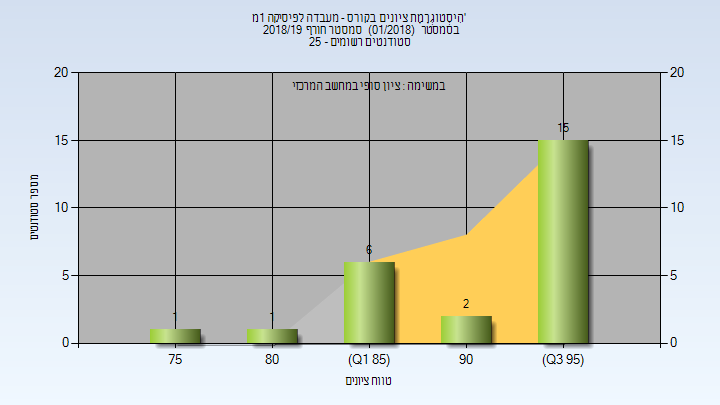 היסטוגרמת ציונים בקורס - מעבדה לפיסיקה 1מ'
בסמסטר (01/2018) סמסטר חורף 2018/19
סטודנטים רשומים - 25
במשימה : ציון סופי במחשב המרכזי
20 20
15 15
15
10 10
מספר סטודנטים
6
5 5
2
1 1
0 0
75 80 (Q1 85) 90 (Q3 95)
טווח ציונים